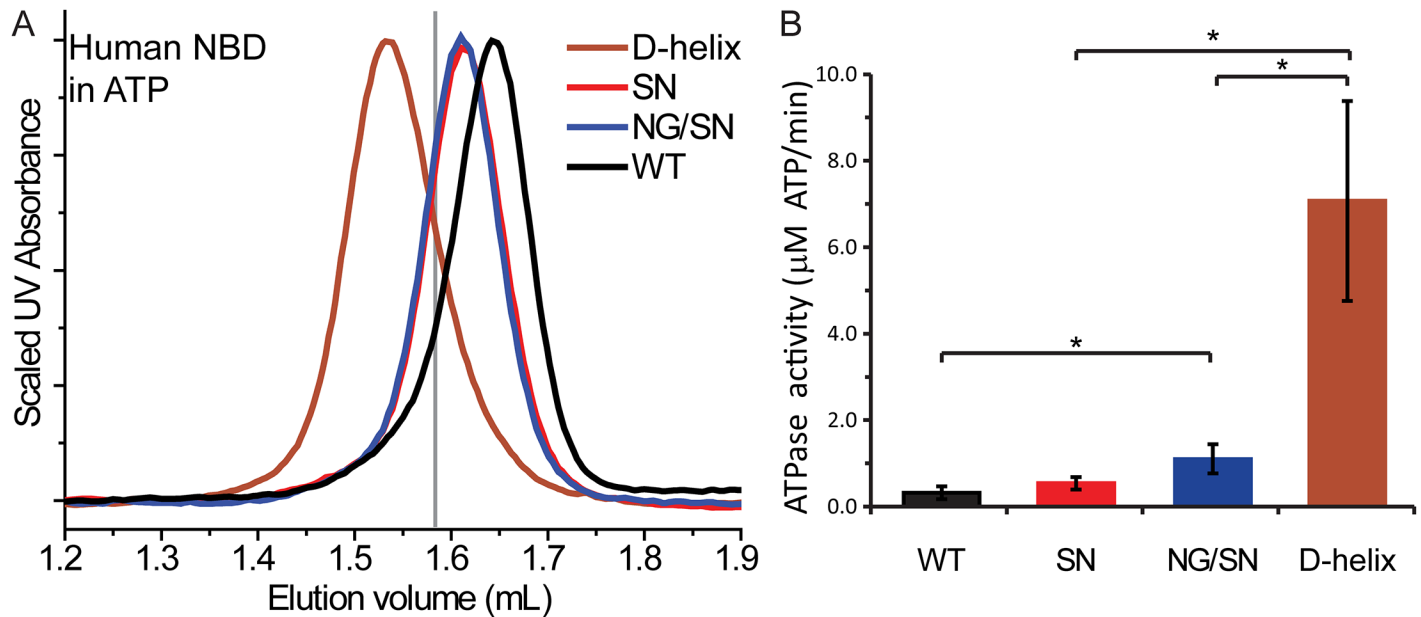 A
Human NBD
in ATP
D-helix
SN
NG/SN
WT
Scaled UV Absorbance
1.2 1.3 1.4 1.5 1.6 1.7 1.8 1.9
Elution volume (mL)
B
*
*
*
ATPase activity (μM ATP/min)
10.0
8.0
6.0
4.0
2.0
0.0
WT SN NG/SN D-helix